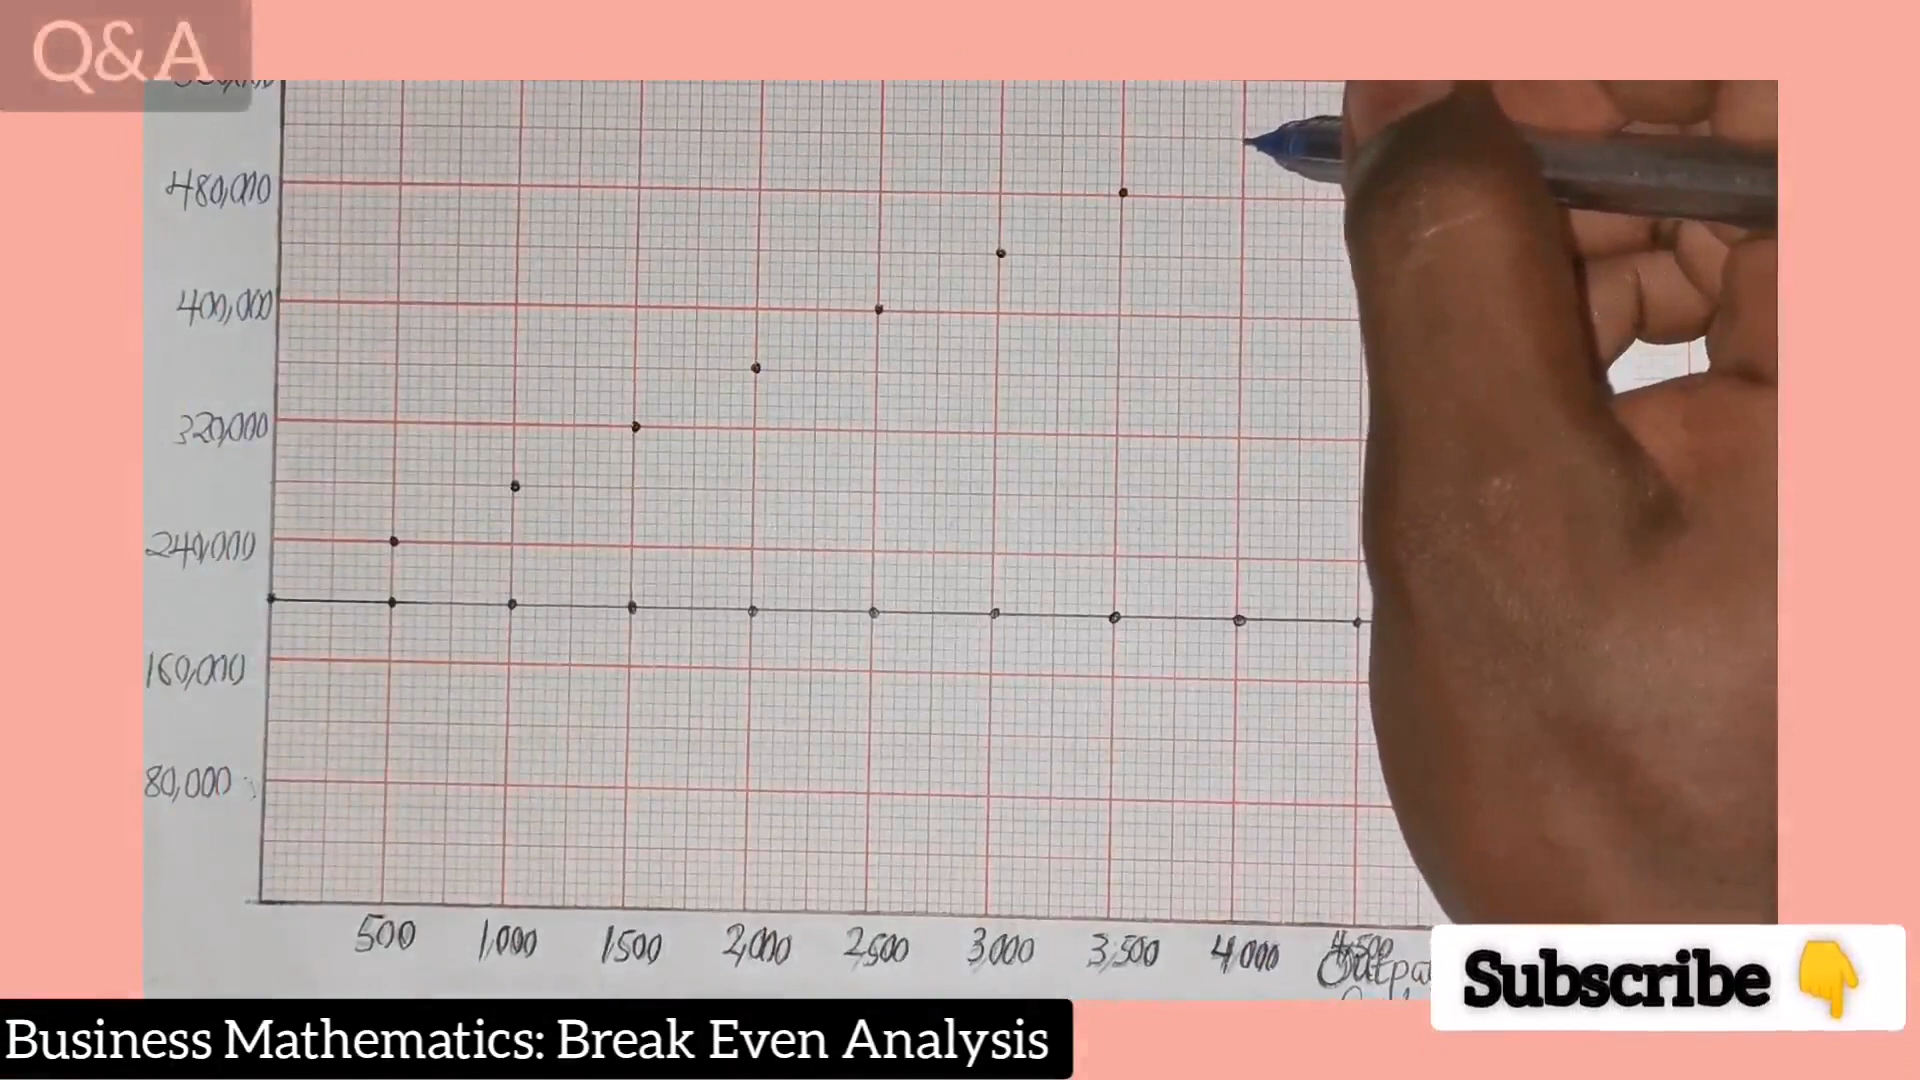 Q&A
480,000
400,000
320,000
240,000
160,000
80,000
500 1,000 1500 2,000 2,500 3,000 3,500 4,000 4,500
Subscribe
Business Mathematics: Break Even Analysis